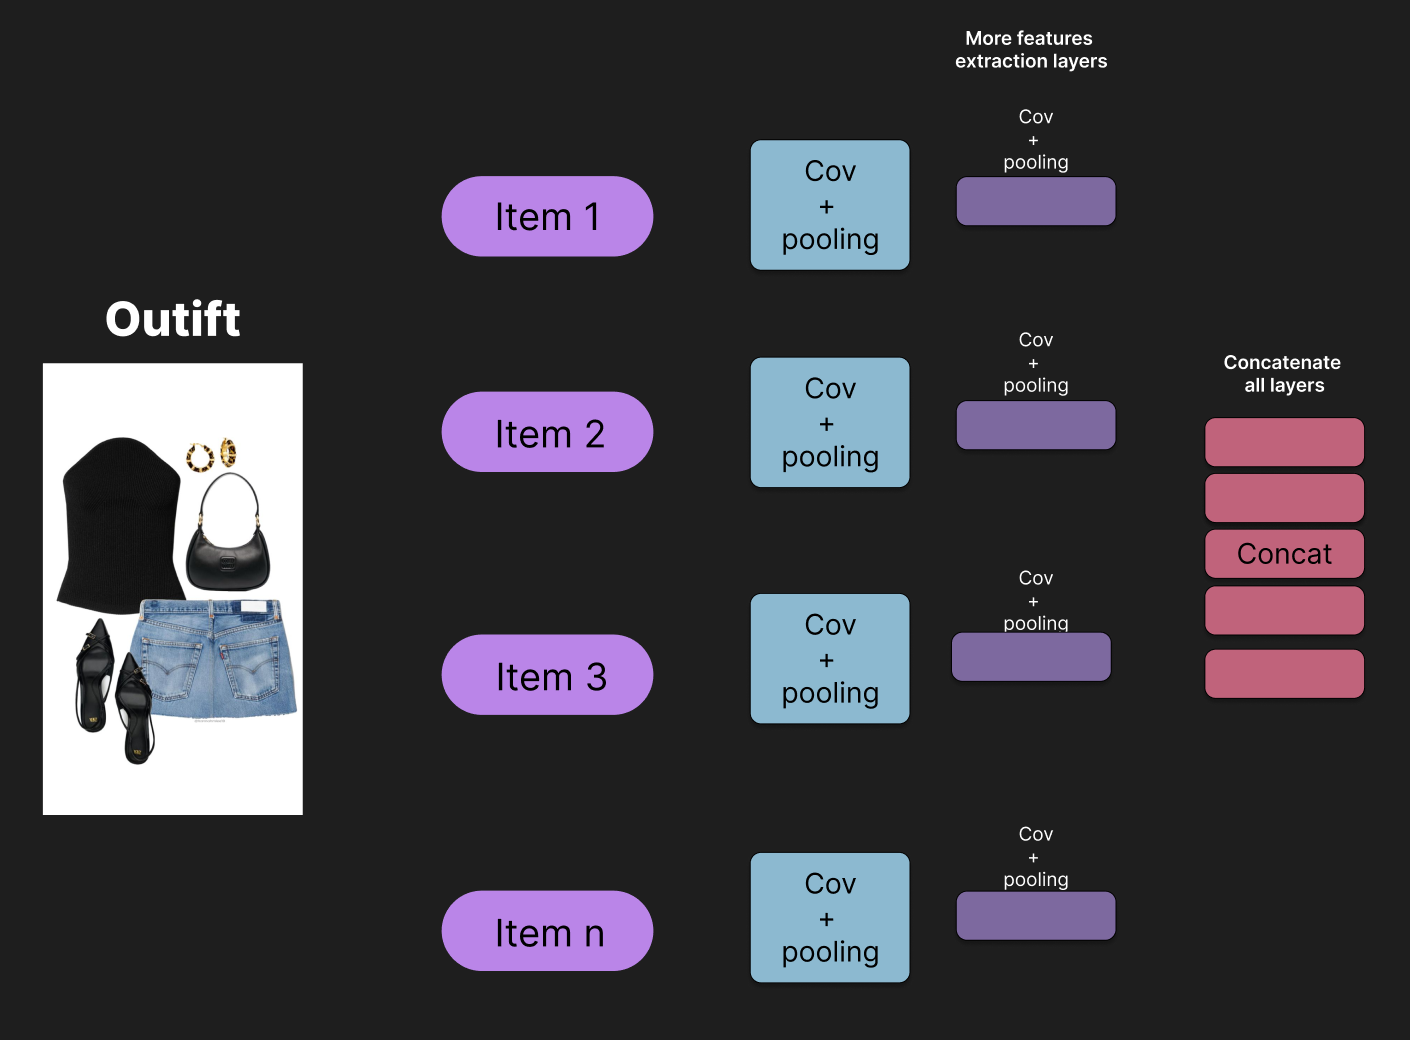 More features
extraction layers
Cov
+
pooling
Cov
+
pooling
Item 1
Outift
Cov
+
pooling
Cov
+
pooling
Item 2
Concatenate
all layers
Concat
Cov
+
pooling
Cov
+
pooling
Item 3
Cov
+
pooling
Cov
+
pooling
Item n